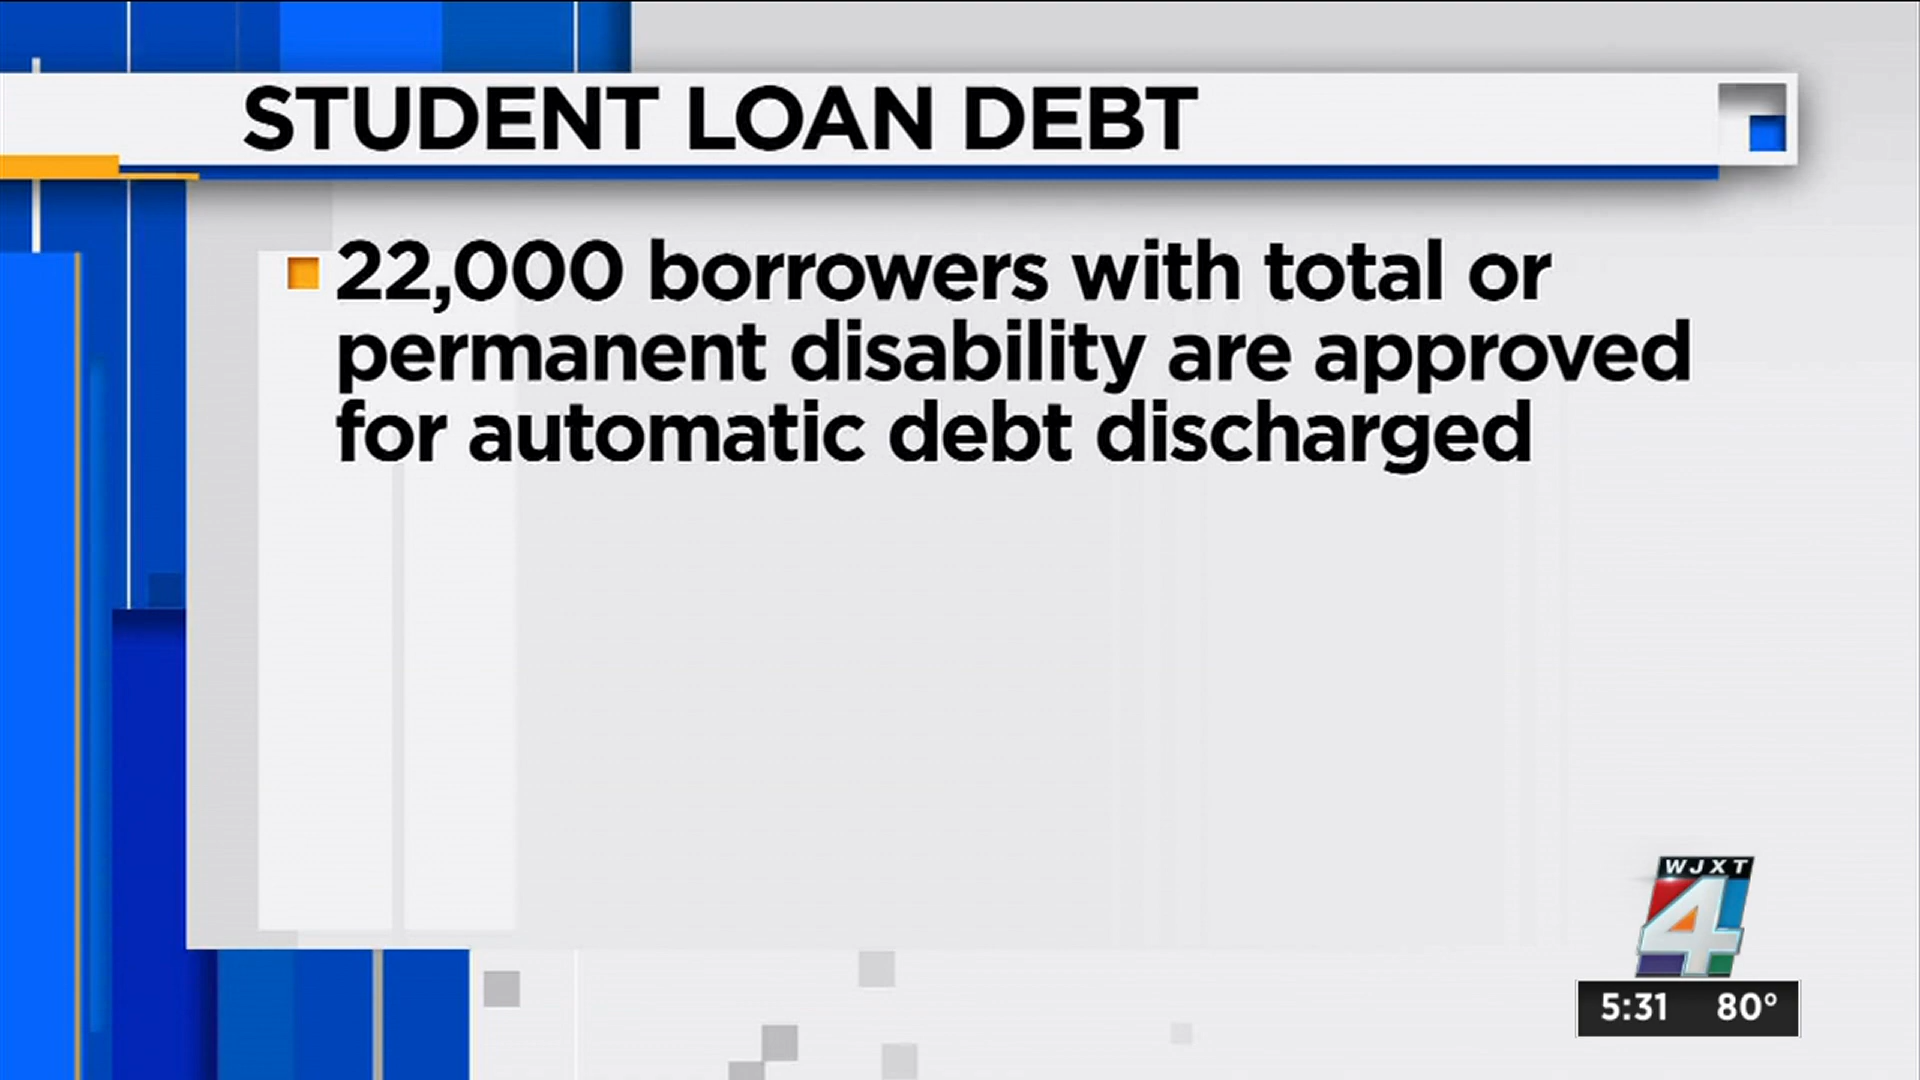 STUDENT LOAN DEBT
22,000 borrowers with total or
permanent disability are approved
for automatic debt discharged
WJXT
4
5:31 80°